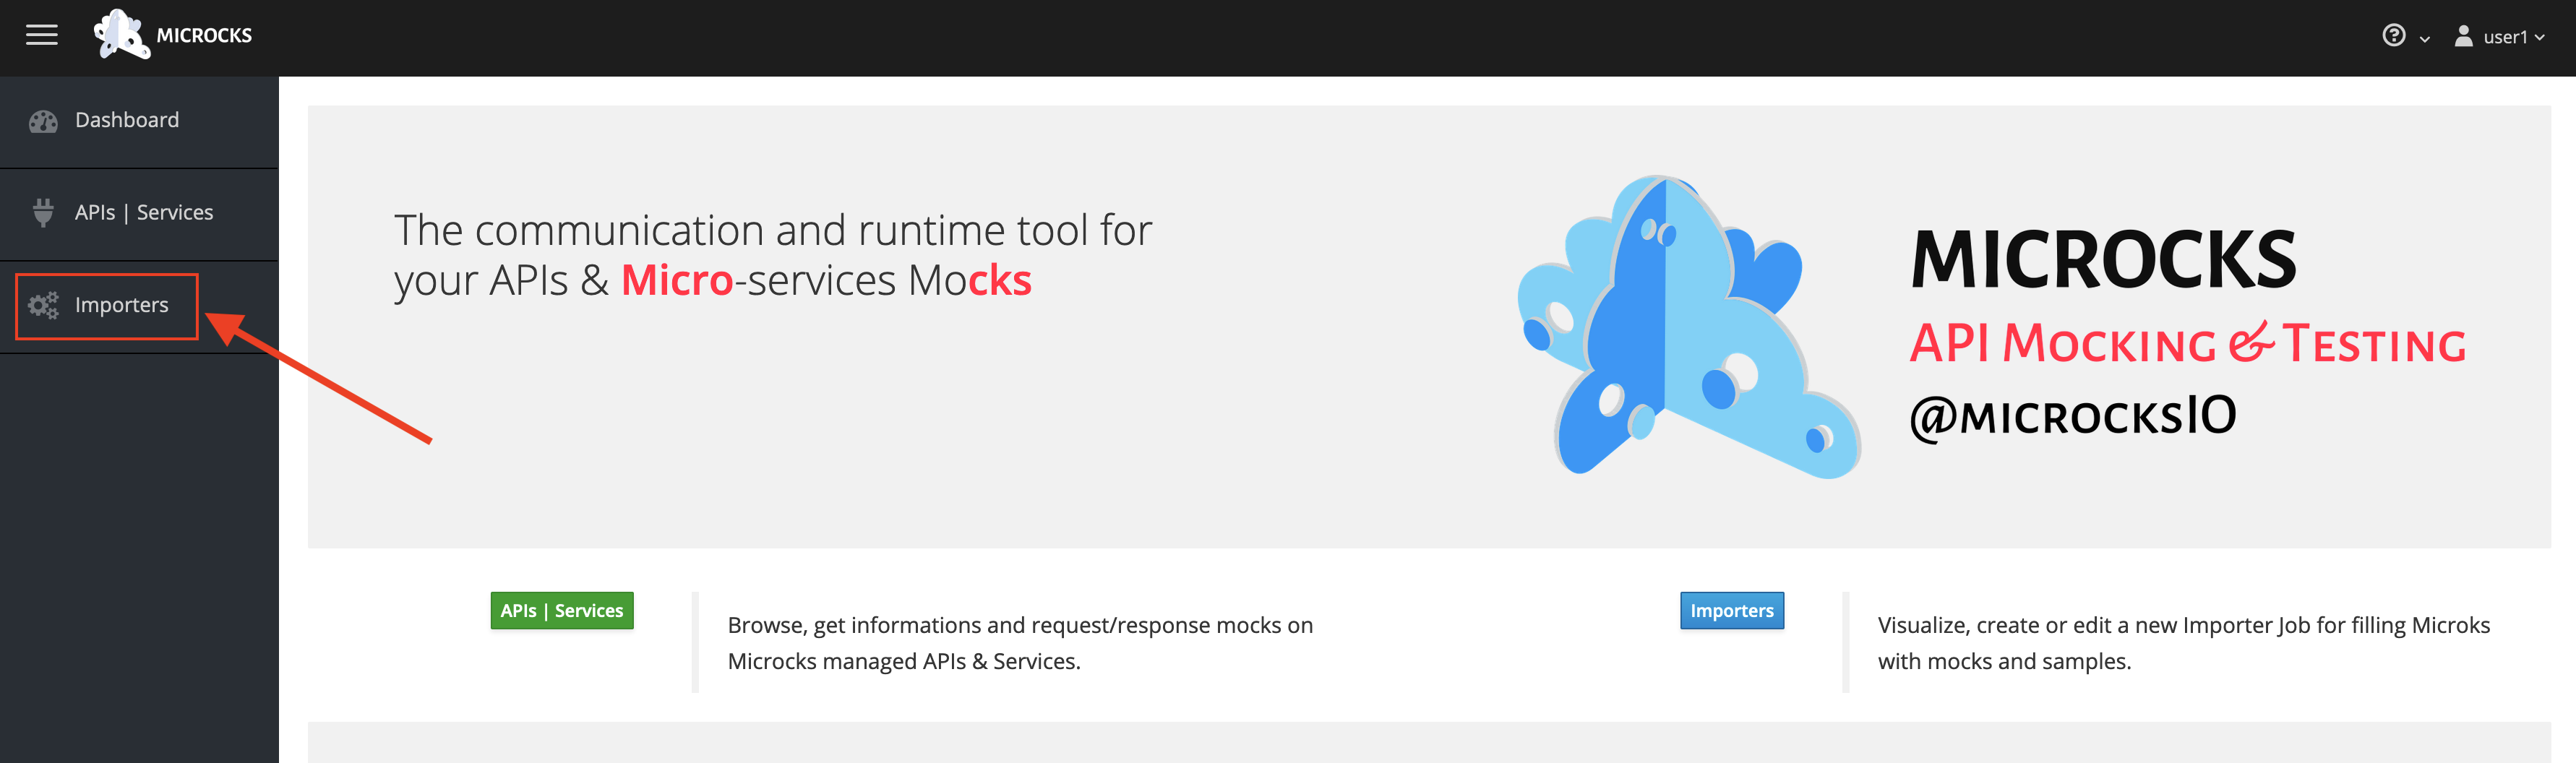 MICROCKS
user1
Dashboard
APIs | Services
Importers
The communication and runtime tool for
your APIs & Micro-services Mocks
MICROCKS
API Mocking & Testing
@microcksIO
APIs | Services
Browse, get informations and request/response mocks on
Microcks managed APIs & Services.
Importers
Visualize, create or edit a new Importer Job for filling Microks
with mocks and samples.